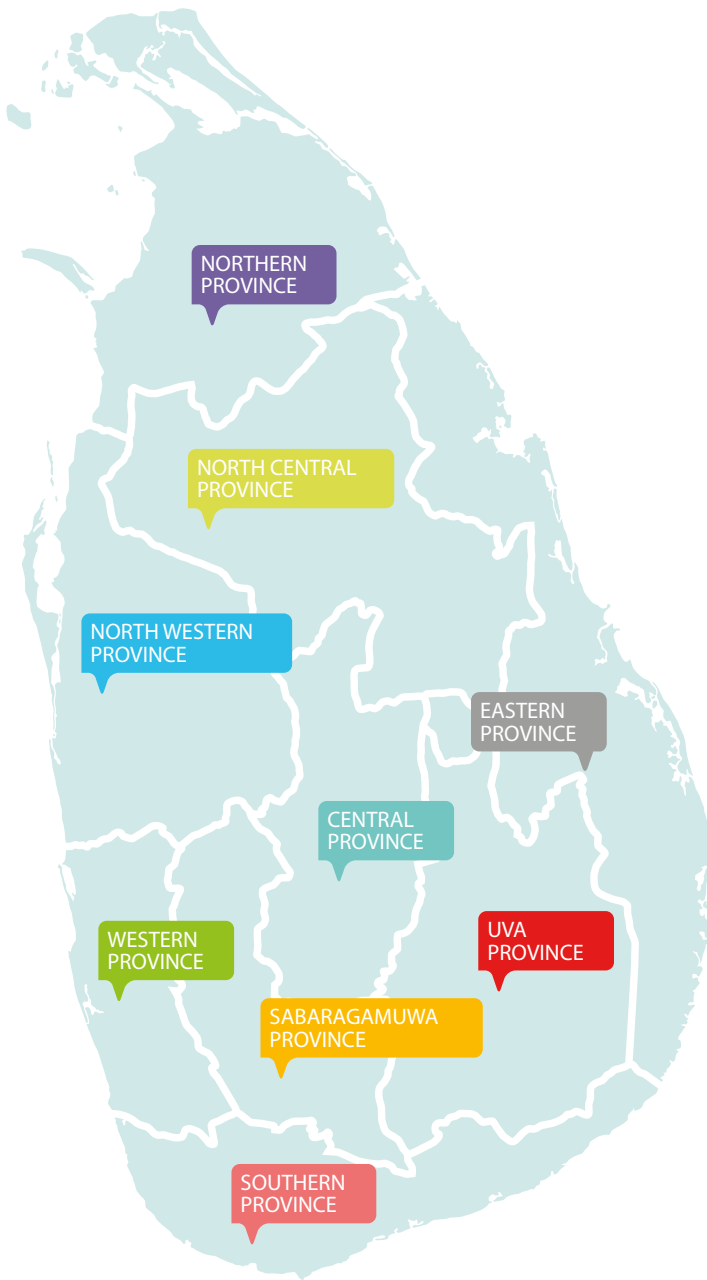 NORTHERN
PROVINCE
NORTH CENTRAL
PROVINCE
NORTH WESTERN
PROVINCE
EASTERN
PROVINCE
CENTRAL
PROVINCE
WESTERN
PROVINCE
UVA
PROVINCE
SABARAGAMUWA
PROVINCE
SOUTHERN
PROVINCE